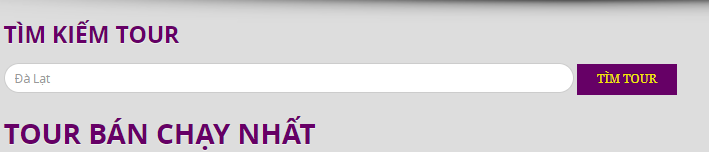 TÌM KIẾM TOUR
Đà Lạt
TÌM TOUR
TOUR BÁN CHẠY NHẤT